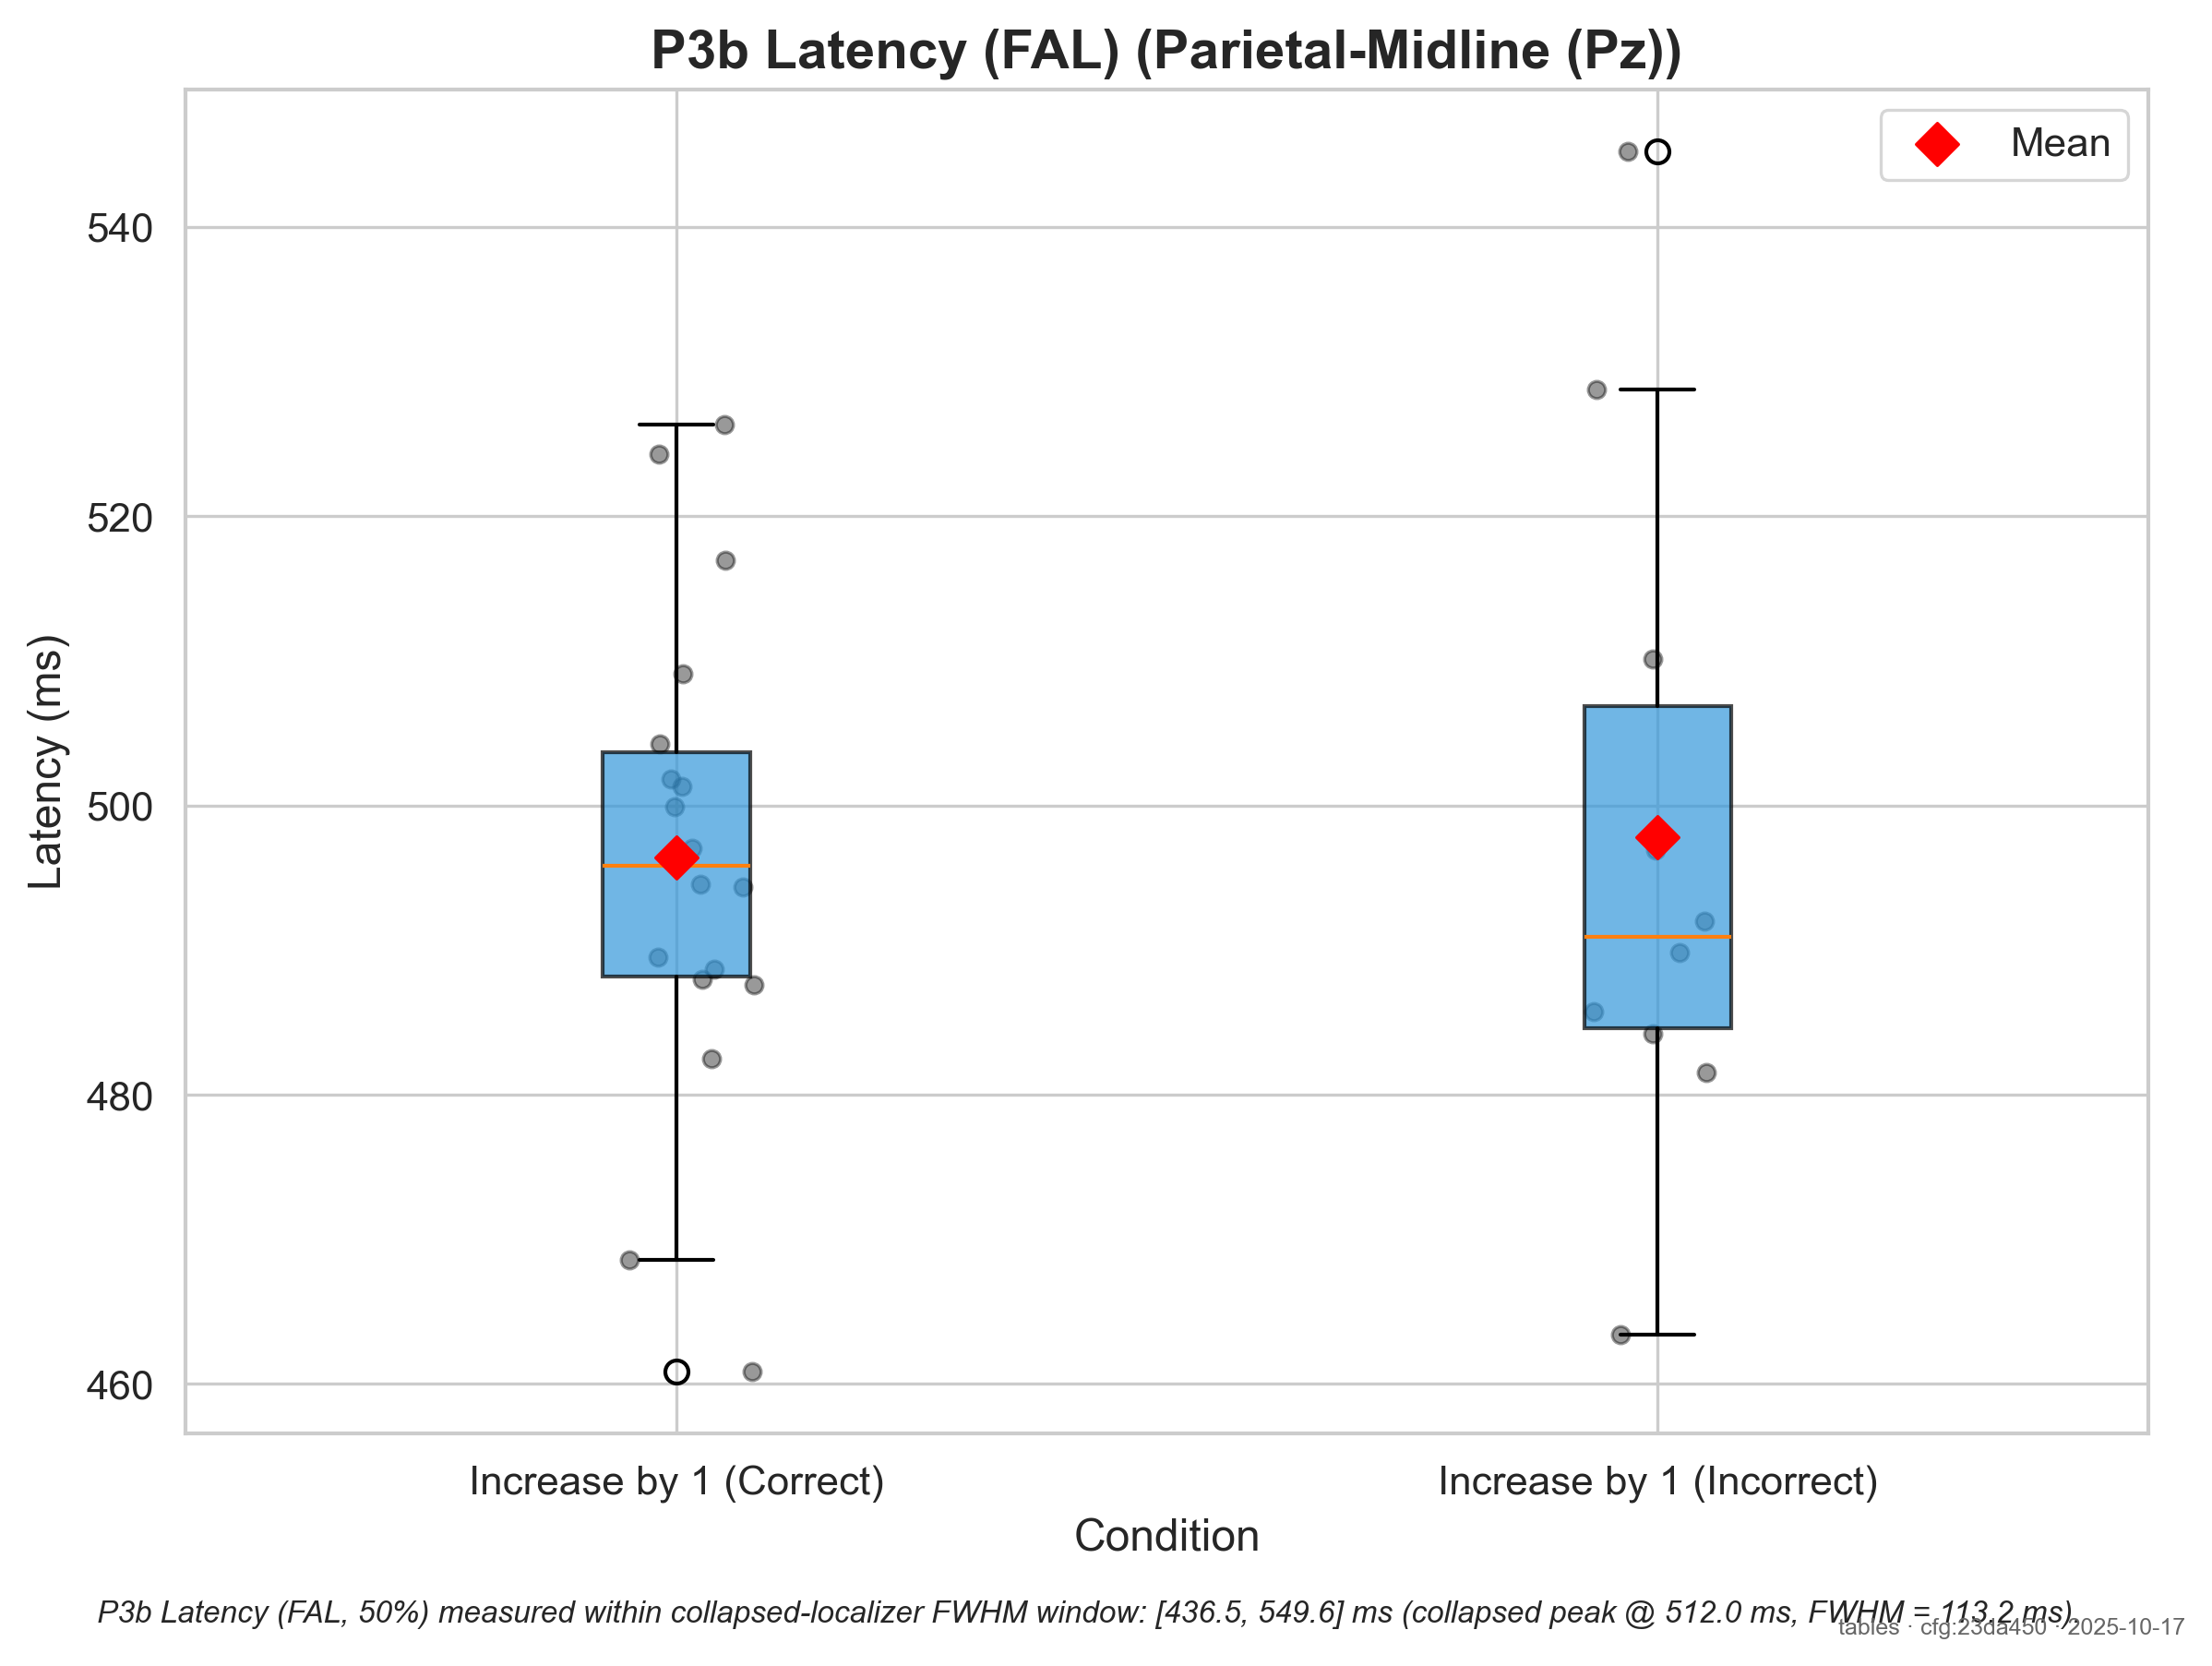 P3b Latency (FAL) (Parietal-Midline (Pz))
Mean
Latency (ms)
540
520
500
480
460
Increase by 1 (Correct)
Increase by 1 (Incorrect)
Condition
P3b Latency (FAL, 50%) measured within collapsed-localizer FWHM window: [436.5, 549.6] ms (collapsed peak @ 512.0 ms, FWHM = 113.2 ms).
tables · cfg:23da450 · 2025-10-17